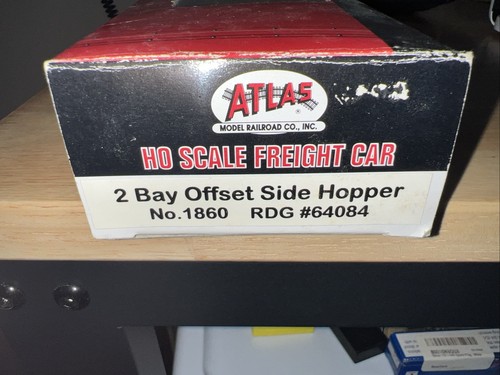 ATLAS
®
MODEL RAILROAD CO., INC.
HO SCALE FREIGHT CAR
2 Bay Offset Side Hopper
No.1860 RDG #64084